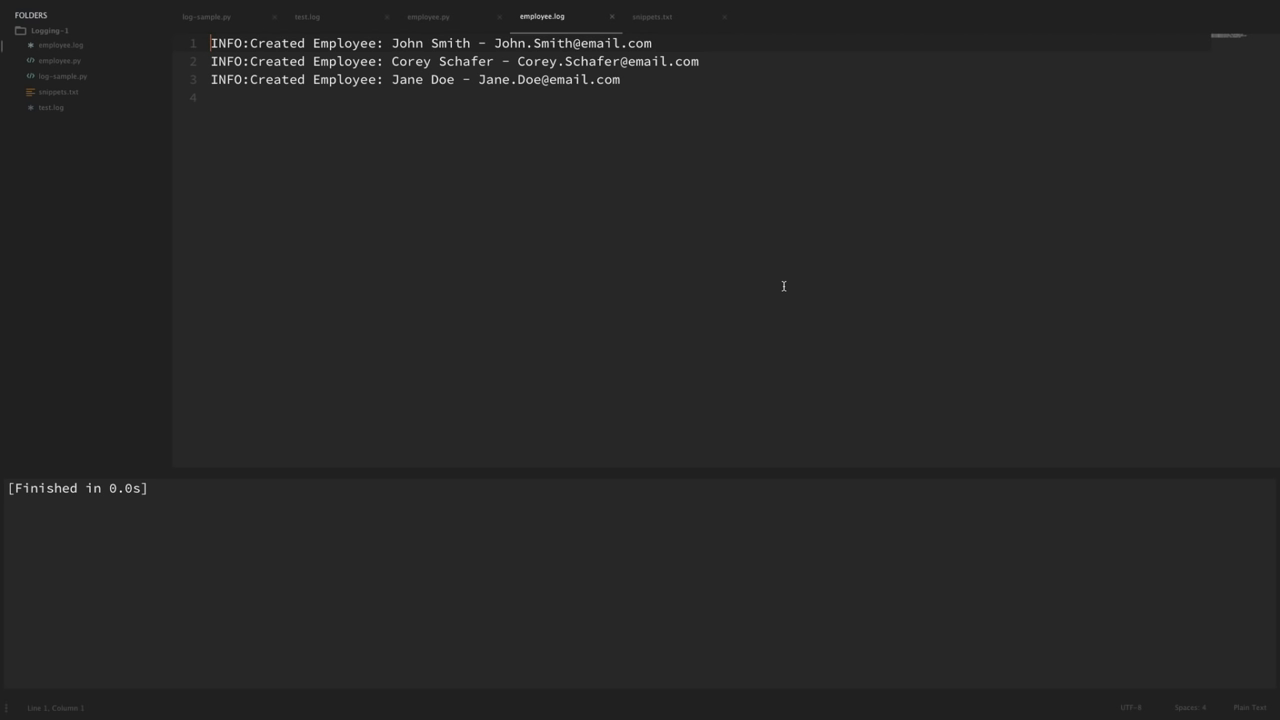 FOLDERS
Logging-1
employee.log
employee.py
log-sample.py
snippets.txt
test.log
log-sample.py × test.log × employee.py × employee.log × snippets.txt ×
1 INFO:Created Employee: John Smith - John.Smith@email.com
2 INFO:Created Employee: Corey Schafer - Corey.Schafer@email.com
3 INFO:Created Employee: Jane Doe - Jane.Doe@email.com
4
[Finished in 0.0s]
Line 1, Column 1
UTF-8 Spaces: 4 Plain Text